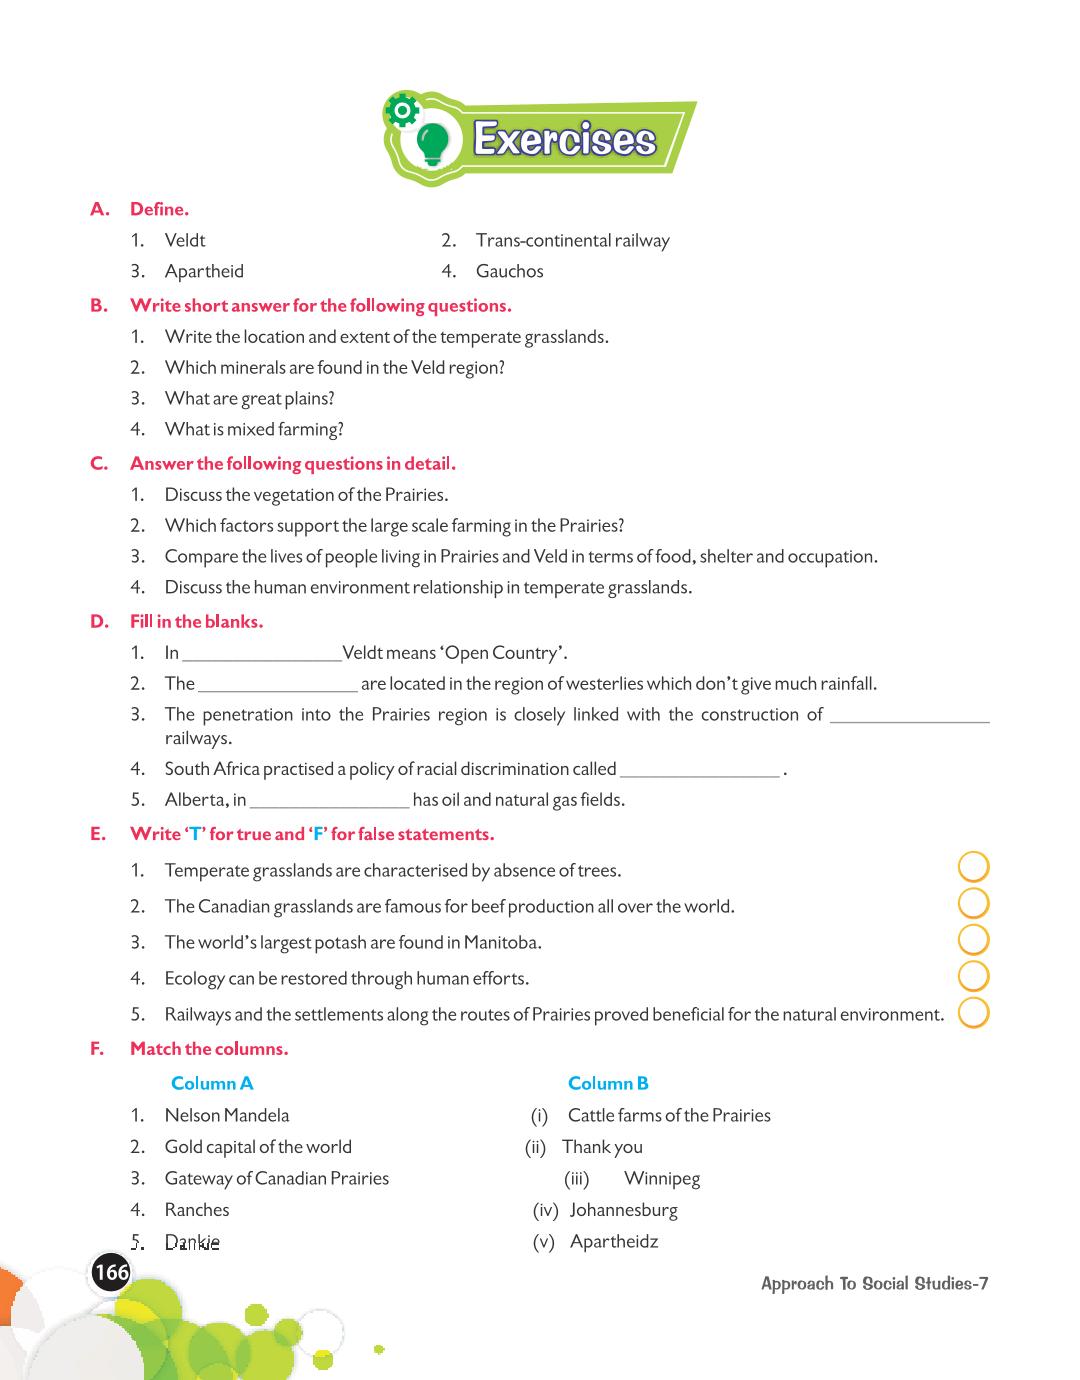 Exercises
A. Define.
1. Veldt 2. Trans-continental railway
3. Apartheid 4. Gauchos
B. Write short answer for the following questions.
1. Write the location and extent of the temperate grasslands.
2. Which minerals are found in the Veld region?
3. What are great plains?
4. What is mixed farming?
C. Answer the following questions in detail.
1. Discuss the vegetation of the Prairies.
2. Which factors support the large scale farming in the Prairies?
3. Compare the lives of people living in Prairies and Veld in terms of food, shelter and occupation.
4. Discuss the human environment relationship in temperate grasslands.
D. Fill in the blanks.
1. In ________________Veldt means ‘Open Country’.
2. The ________________ are located in the region of westerlies which don’t give much rainfall.
3. The penetration into the Prairies region is closely linked with the construction of ________________
railways.
4. South Africa practised a policy of racial discrimination called ________________ .
5. Alberta, in ________________ has oil and natural gas fields.
E. Write ‘T’ for true and ‘F’ for false statements.
1. Temperate grasslands are characterised by absence of trees.
2. The Canadian grasslands are famous for beef production all over the world.
3. The world’s largest potash are found in Manitoba.
4. Ecology can be restored through human efforts.
5. Railways and the settlements along the routes of Prairies proved beneficial for the natural environment.
F. Match the columns.
Column A Column B
1. Nelson Mandela (i) Cattle farms of the Prairies
2. Gold capital of the world (ii) Thank you
3. Gateway of Canadian Prairies (iii) Winnipeg
4. Ranches (iv) Johannesburg
5. Dankie (v) Apartheidz
166
Approach To Social Studies-7